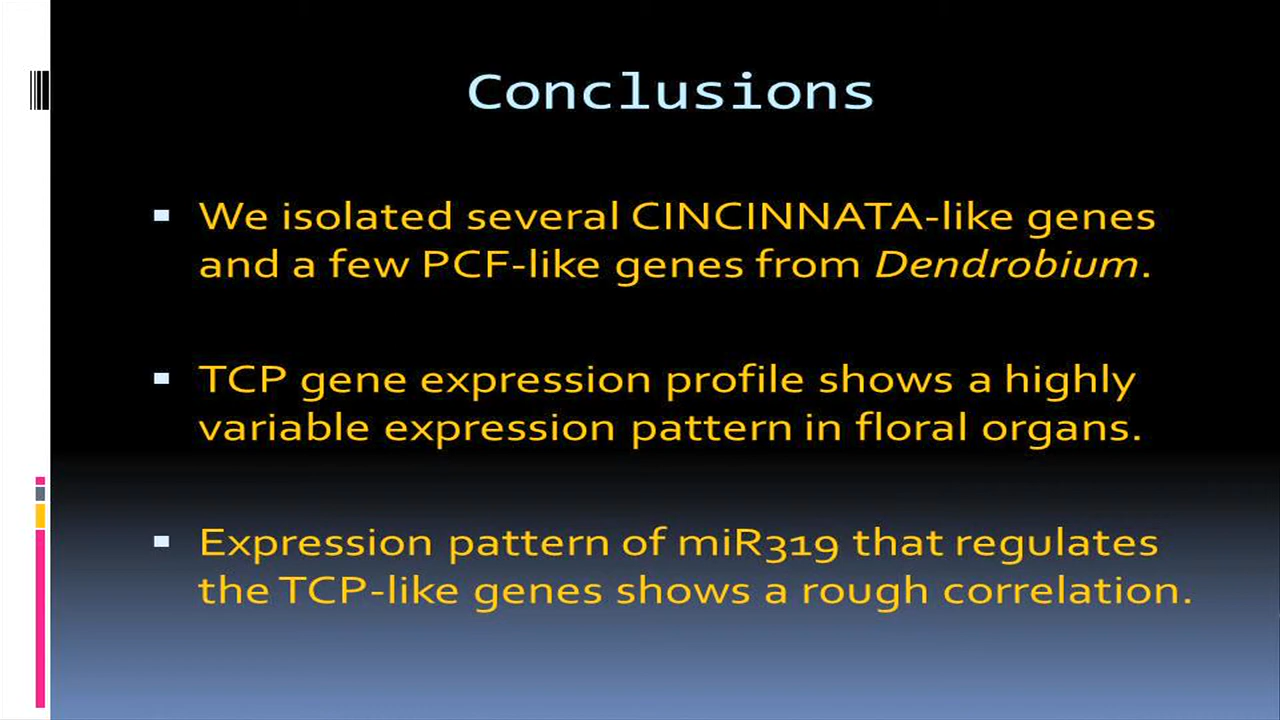 Conclusions
We isolated several CINCINNATA-like genes
and a few PCF-like genes from Dendrobium.
TCP gene expression profile shows a highly
variable expression pattern in floral organs.
Expression pattern of miR319 that regulates
the TCP-like genes shows a rough correlation.